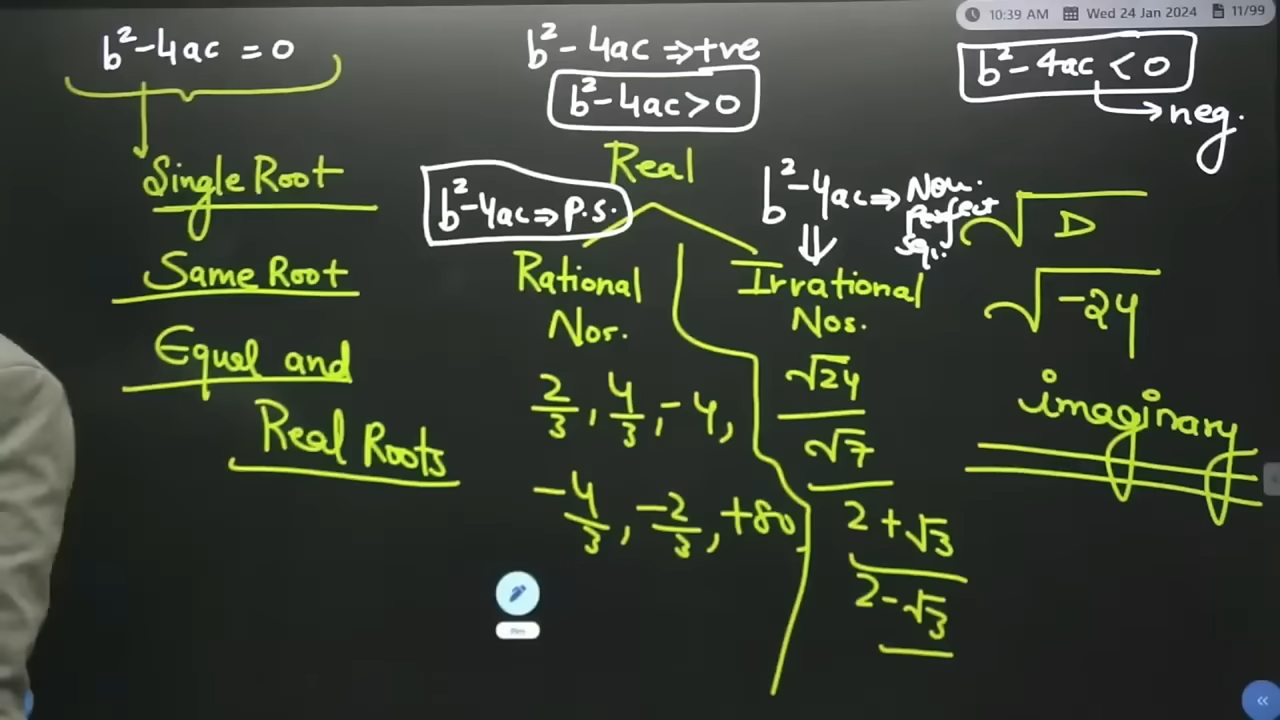 10:39 AM Wed 24 Jan 2024 11/99
b²-4ac = 0
Single Root
Same Root
Equal and
Real Roots
b²-4ac ⇒ +ve
b²-4ac > 0
Real
b²-4ac ⇒ p.s.
Rational
Nos.
2/3, 4/3, -4,
-4/3, -2/3, +80
b²-4ac ⇒ Non.
perfect
sq.
⇓
Irrational
Nos.
√24
√7
2+√3
2-√3
b²-4ac < 0
→ neg.
√D
√-24
imaginary
Pen
«